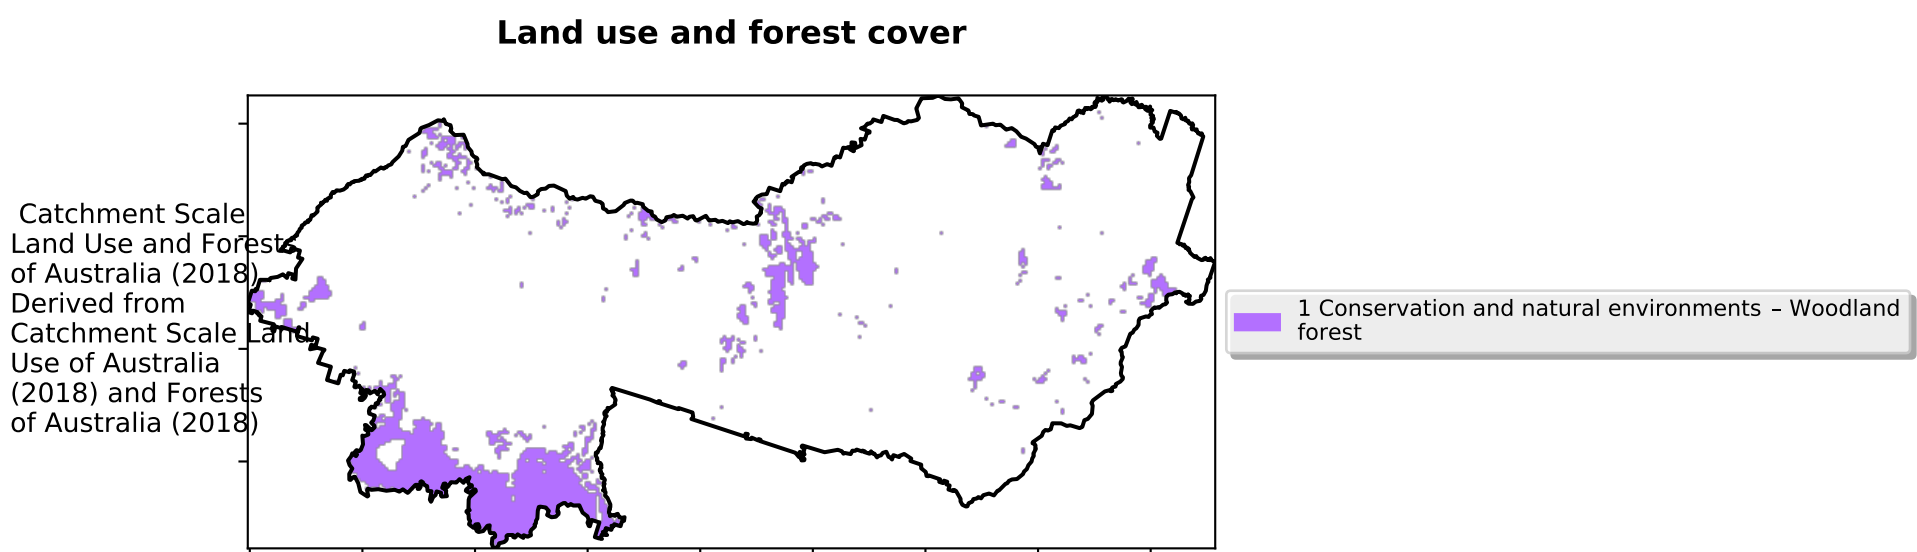 Land use and forest cover
Catchment Scale
Land Use and Forests
of Australia (2018)
Derived from
Catchment Scale Land
Use of Australia
(2018) and Forests
of Australia (2018)
1 Conservation and natural environments – Woodland
forest